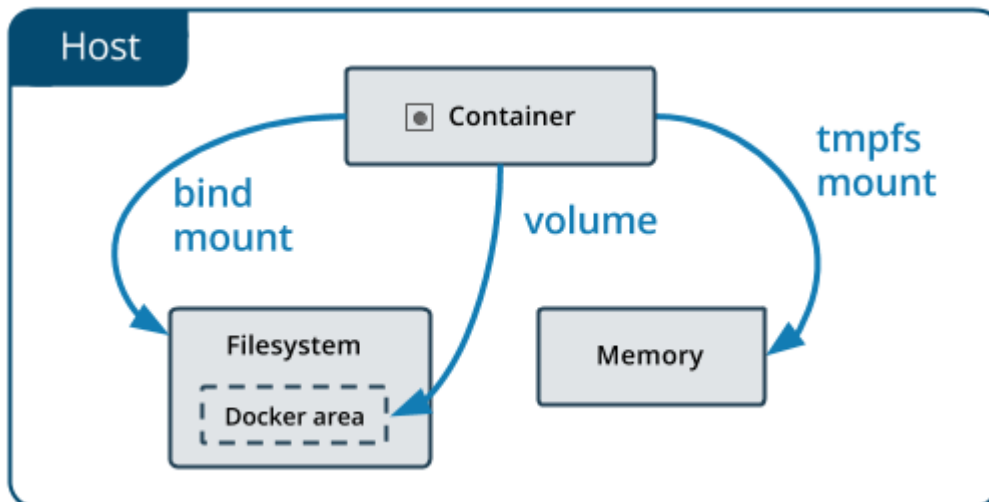 Host
Container
bind
mount
volume
tmpfs
mount
Filesystem
Docker area
Memory